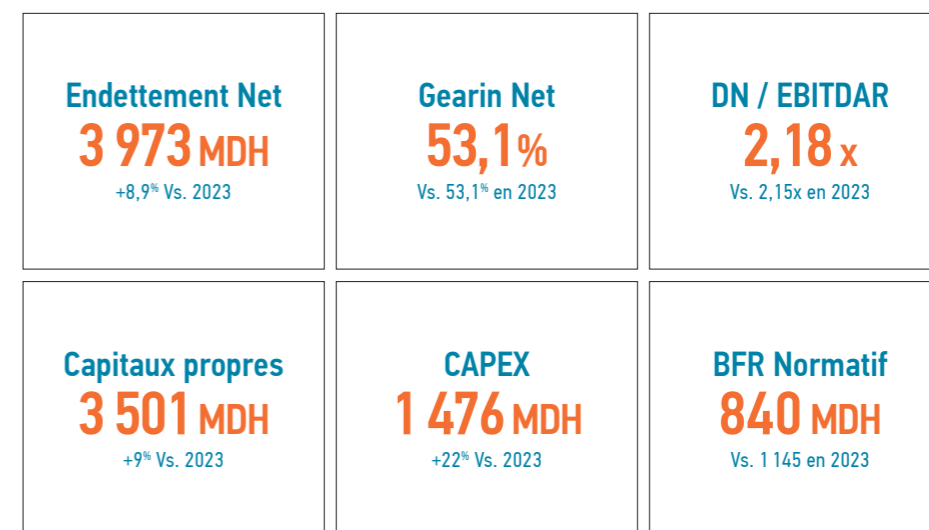 Endettement Net
3 973 MDH
+8,9% Vs. 2023
Gearin Net
53,1%
Vs. 53,1% en 2023
DN / EBITDAR
2,18 x
Vs. 2,15x en 2023
Capitaux propres
3 501 MDH
+9% Vs. 2023
CAPEX
1 476 MDH
+22% Vs. 2023
BFR Normatif
840 MDH
Vs. 1 145 en 2023